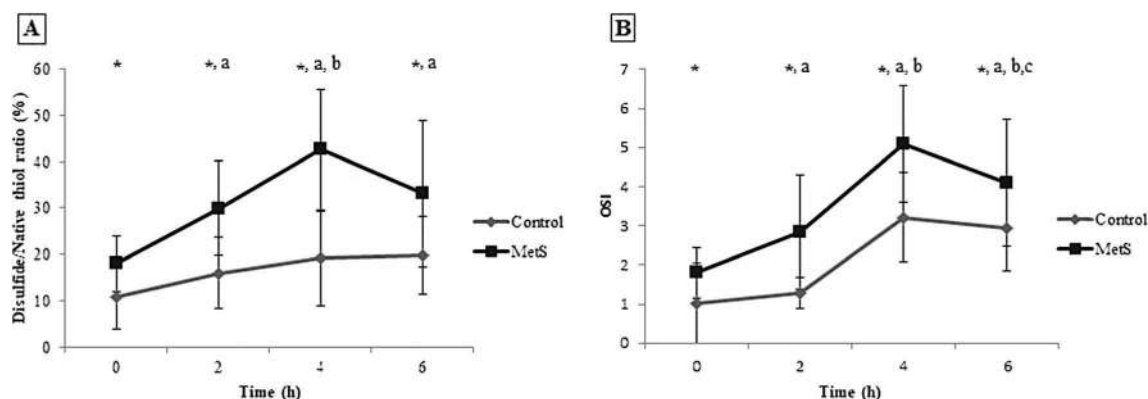 A
* *, a *, a, b *, a
60
50
40
30
20
10
0
Disulfide/Native thiol ratio (%)
0 2 4 6
Time (h)
Control
MetS
B
* *, a *, a, b *, a, b,c
7
6
5
4
3
2
1
0
OSI
0 2 4 6
Time (h)
Control
MetS